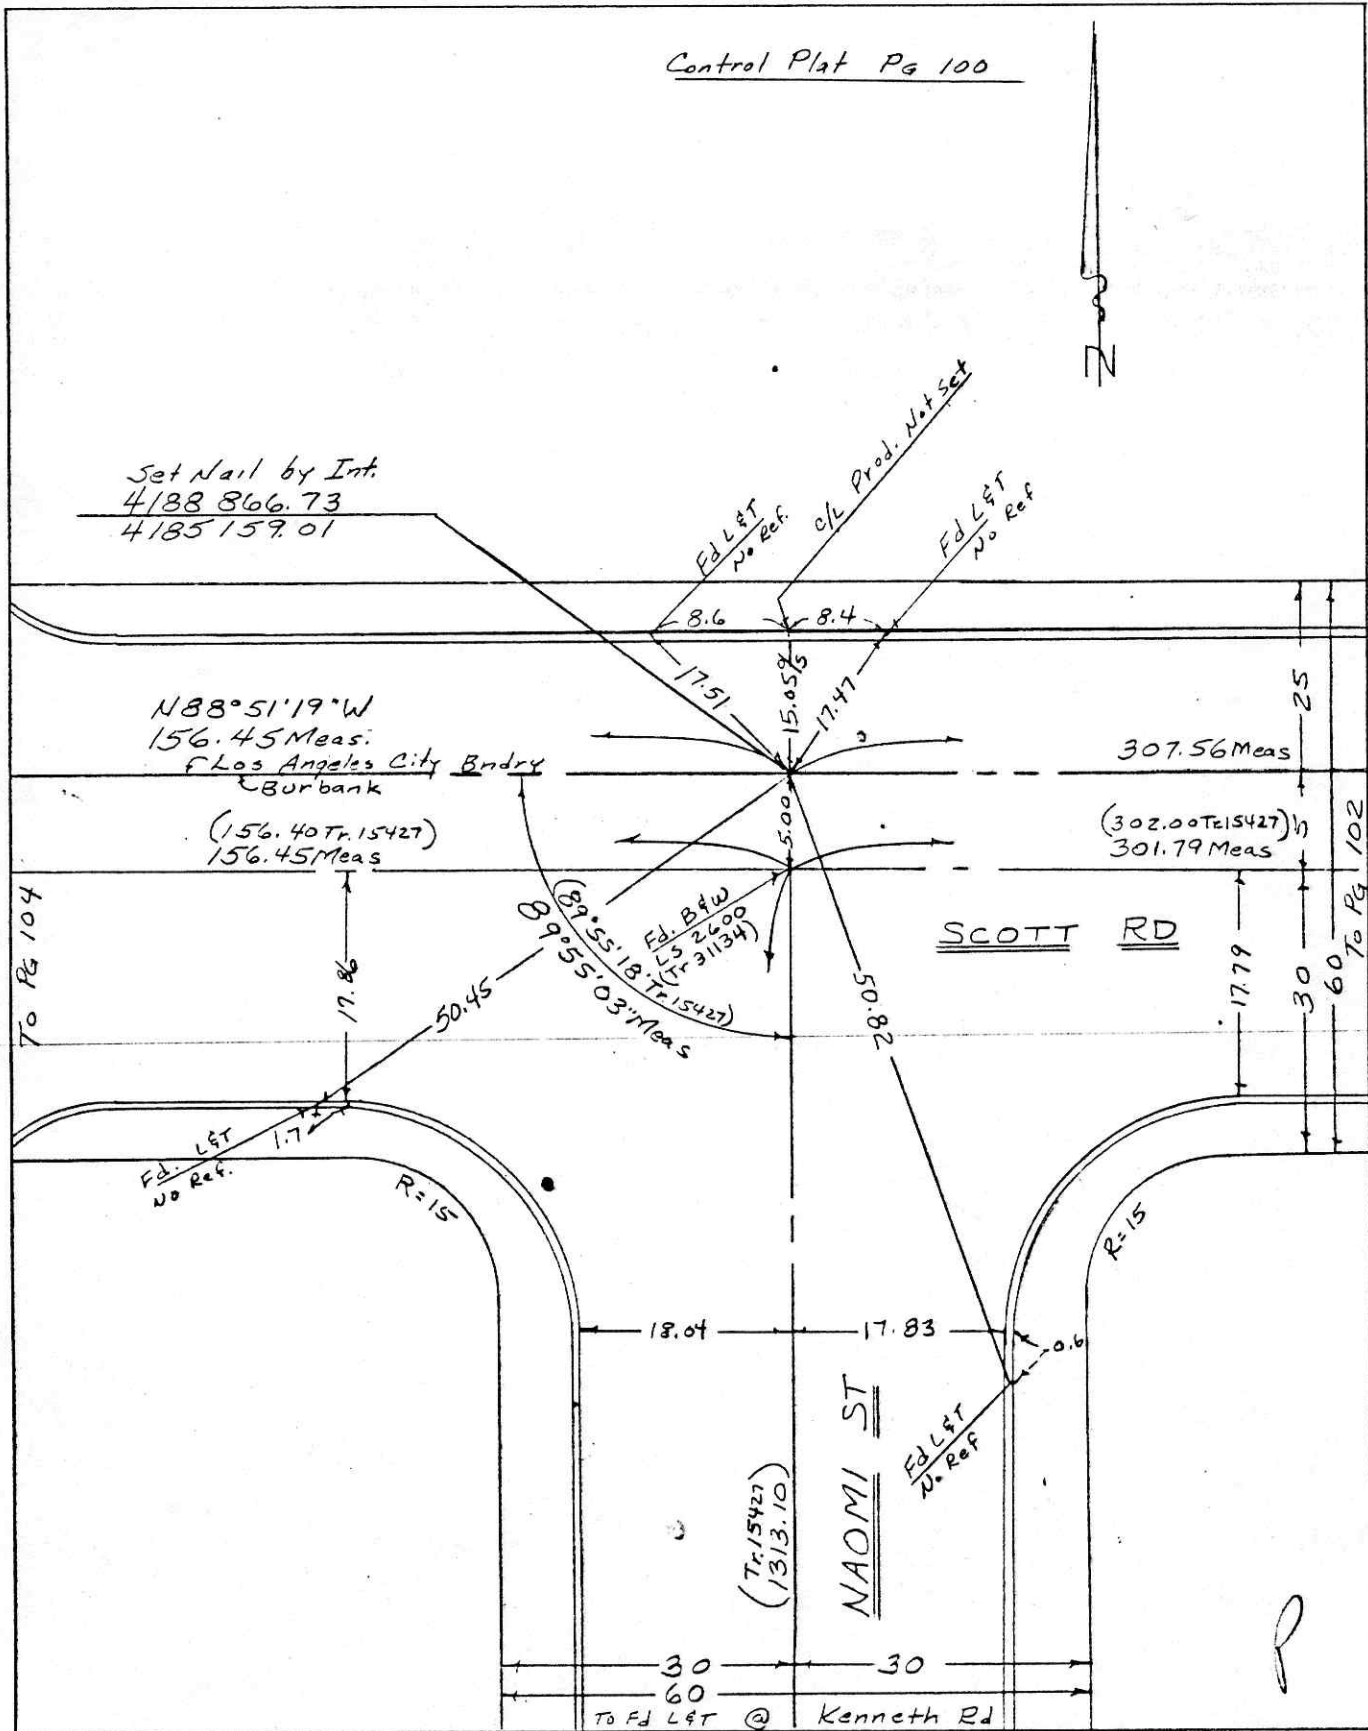 Control Plat PG 100
N
Set Nail by Int.
4188 866.73
4185 159.01
Fd L&T
No Ref.
C/L Prod. Not Set
Fd L&T
No Ref
8.6
8.4
17.51
15.05
17.47
25
N88°51'19"W
156.45 Meas.
Los Angeles City Bndry
Burbank
307.56 Meas
(156.40 Tr. 15427)
156.45 Meas
5.00
(302.00 Tr 15427)
301.79 Meas
5
To PG 104
17.86
50.45
(89°55'18" Tr. 15427)
89°55'03" Meas
Fd. B&W
LS 2600
(Tr 31134)
50.82
SCOTT RD
17.79
30
60
To PG 102
Fd. L&T
No Ref.
1.7
R=15
R=15
18.04
17.83
0.6
Fd L&T
No Ref
(Tr. 15427)
(1313.10)
NAOMI ST
30
30
60
To Fd L&T @ Kenneth Rd